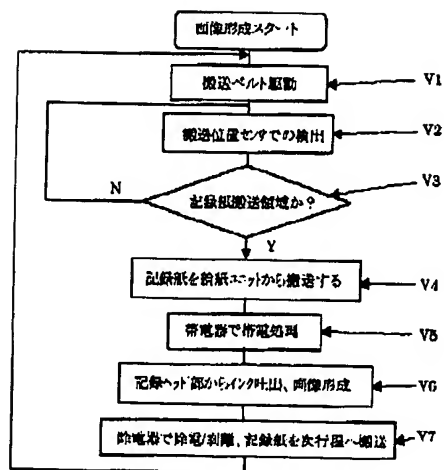 画像形成スタート
搬送ベルト駆動
V1
搬送位置センサでの検出
V2
記録紙搬送領域か?
V3
N
Y
記録紙を給紙ユニットから搬送する
V4
帯電器で帯電処理
V5
記録ヘッド部からインク吐出、画像形成
V6
除電器で除電/剥離、記録紙を次行程へ搬送
V7